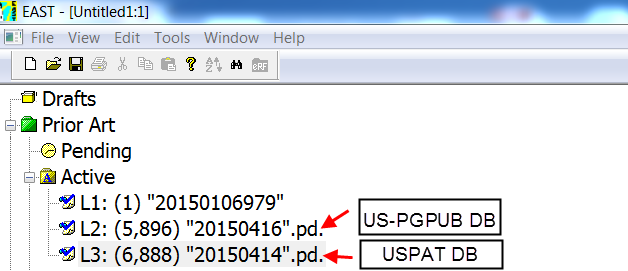 EAST - [Untitled1:1]
File View Edit Tools Window Help
eRF
Drafts
Prior Art
Pending
Active
L1: (1) "20150106979"
L2: (5,896) "20150416".pd.
US-PGPUB DB
L3: (6,888) "20150414".pd.
USPAT DB